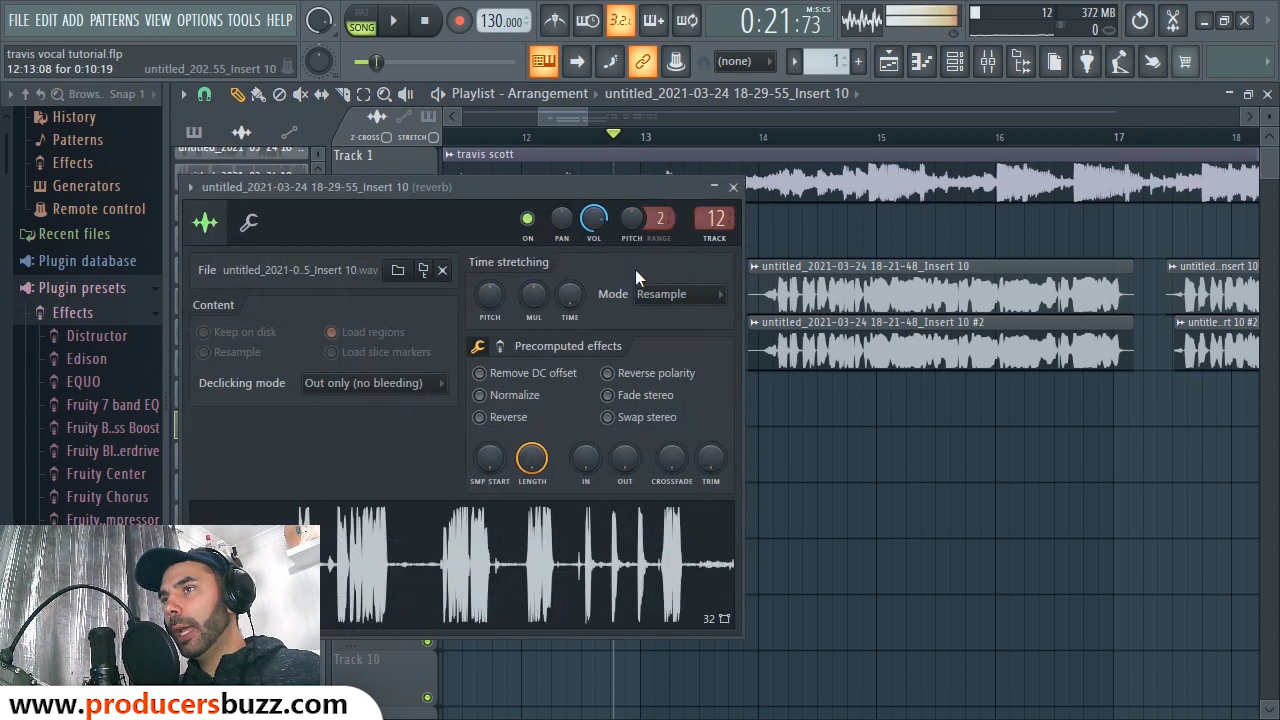 FILE EDIT ADD PATTERNS VIEW OPTIONS TOOLS HELP
PAT
SONG
130.000
3.2.
0:21:73
M:S:CS
12
372 MB
0
travis vocal tutorial.flp
12:13:08 for 0:10:19
untitled_202..55_Insert 10
(none)
1
Brows.. Snap 1
Playlist - Arrangement
untitled_2021-03-24 18-29-55_Insert 10
History
Patterns
Effects
Generators
Remote control
Recent files
Plugin database
Plugin presets
Effects
Distructor
Edison
EQUO
Fruity 7 band EQ
Fruity B..ss Boost
Fruity Bl..erdrive
Fruity Center
Fruity Chorus
Fruity..mpressor
Z-CROSS
STRETCH
12
13
14
15
16
17
18
Track 1
travis scott
untitled_2021-03-24 18-21-48_Insert 10
untitled..nsert 10
untitled_2021-03-24 18-21-48_Insert 10 #2
untitle..rt 10 #2
Track 10
untitled_2021-03-24 18-29-55_Insert 10 (reverb)
ON
PAN
VOL
PITCH
RANGE
2
12
TRACK
File
untitled_2021-0..5_Insert 10.wav
Content
Keep on disk
Load regions
Resample
Load slice markers
Declicking mode
Out only (no bleeding)
Time stretching
PITCH
MUL
TIME
Mode
Resample
Precomputed effects
Remove DC offset
Reverse polarity
Normalize
Fade stereo
Reverse
Swap stereo
SMP START
LENGTH
IN
OUT
CROSSFADE
TRIM
32
www.producersbuzz.com